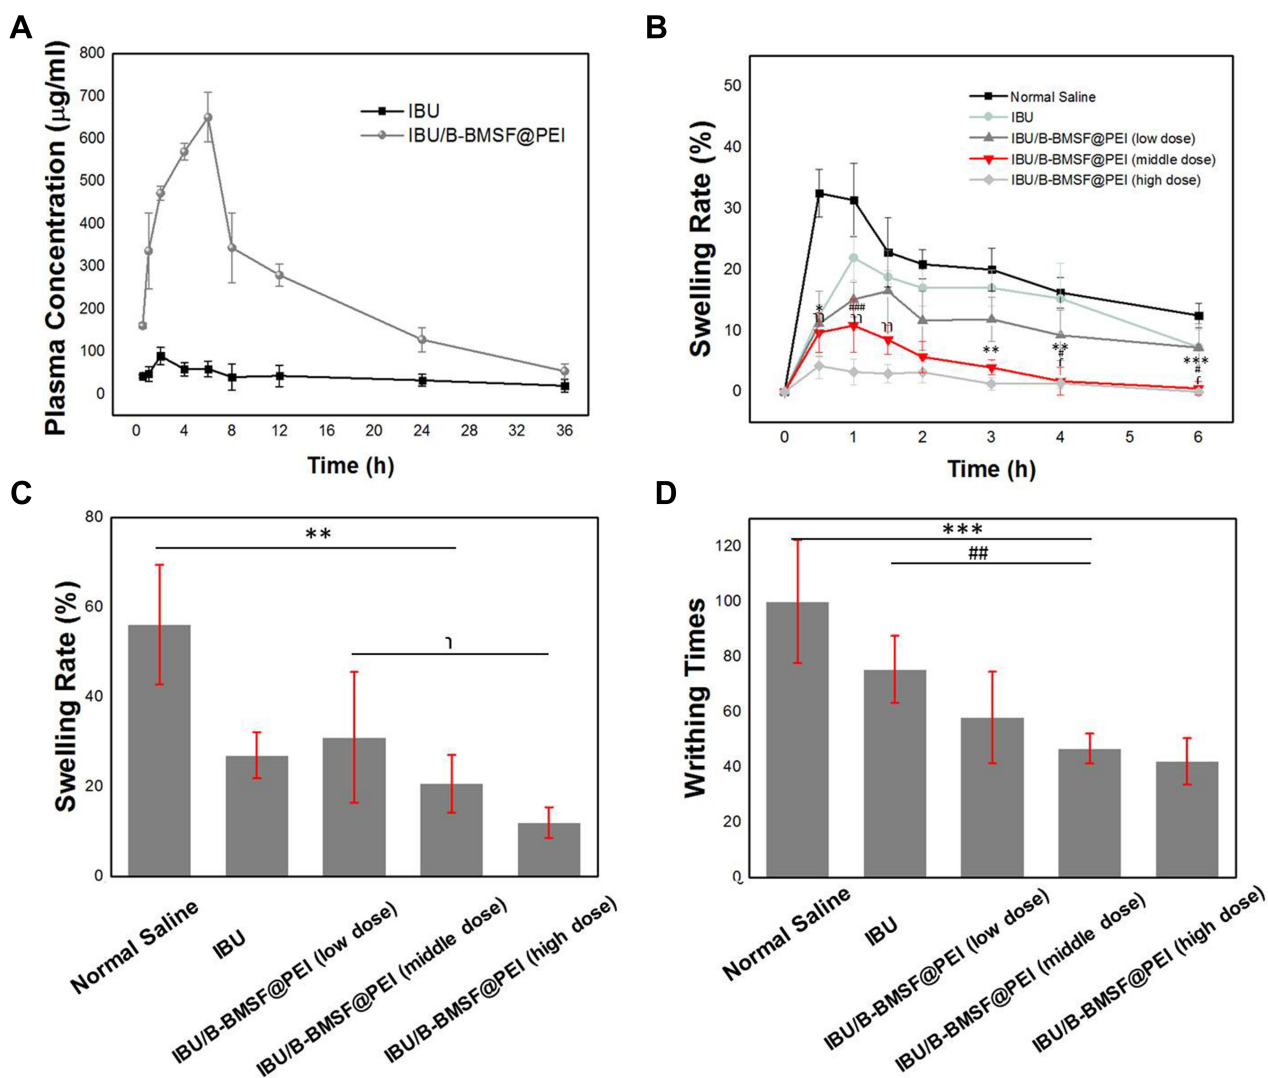 A
Plasma Concentration (μg/ml)
800
700
600
500
400
300
200
100
0
0 4 8 12 16 20 24 28 32 36
Time (h)
IBU
IBU/B-BMSF@PEI
B
Swelling Rate (%)
50
40
30
20
10
0
0 1 2 3 4 5 6
Time (h)
Normal Saline
IBU
IBU/B-BMSF@PEI (low dose)
IBU/B-BMSF@PEI (middle dose)
IBU/B-BMSF@PEI (high dose)
*
###
**
**
#
***
#
C
Swelling Rate (%)
80
60
40
20
0
**
Normal Saline
IBU
IBU/B-BMSF@PEI (low dose)
IBU/B-BMSF@PEI (middle dose)
IBU/B-BMSF@PEI (high dose)
D
Writhing Times
120
100
80
60
40
20
0
***
##
Normal Saline
IBU
IBU/B-BMSF@PEI (low dose)
IBU/B-BMSF@PEI (middle dose)
IBU/B-BMSF@PEI (high dose)